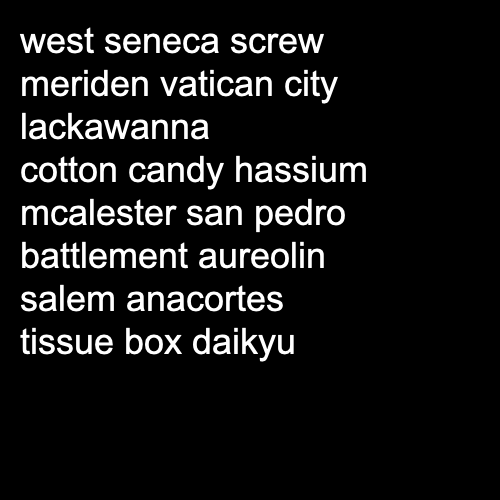 west seneca screw
meriden vatican city
lackawanna
cotton candy hassium
mcalester san pedro
battlement aureolin
salem anacortes
tissue box daikyu